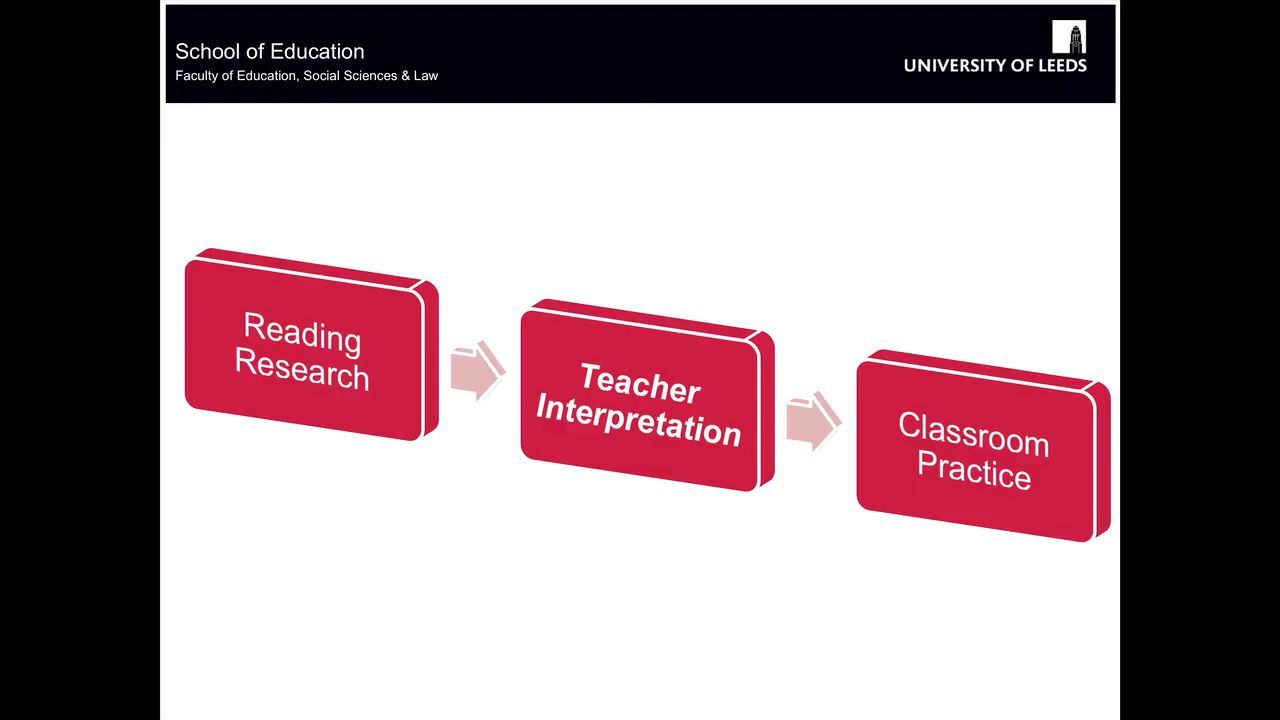 School of Education
Faculty of Education, Social Sciences & Law
UNIVERSITY OF LEEDS
Reading
Research
Teacher
Interpretation
Classroom
Practice